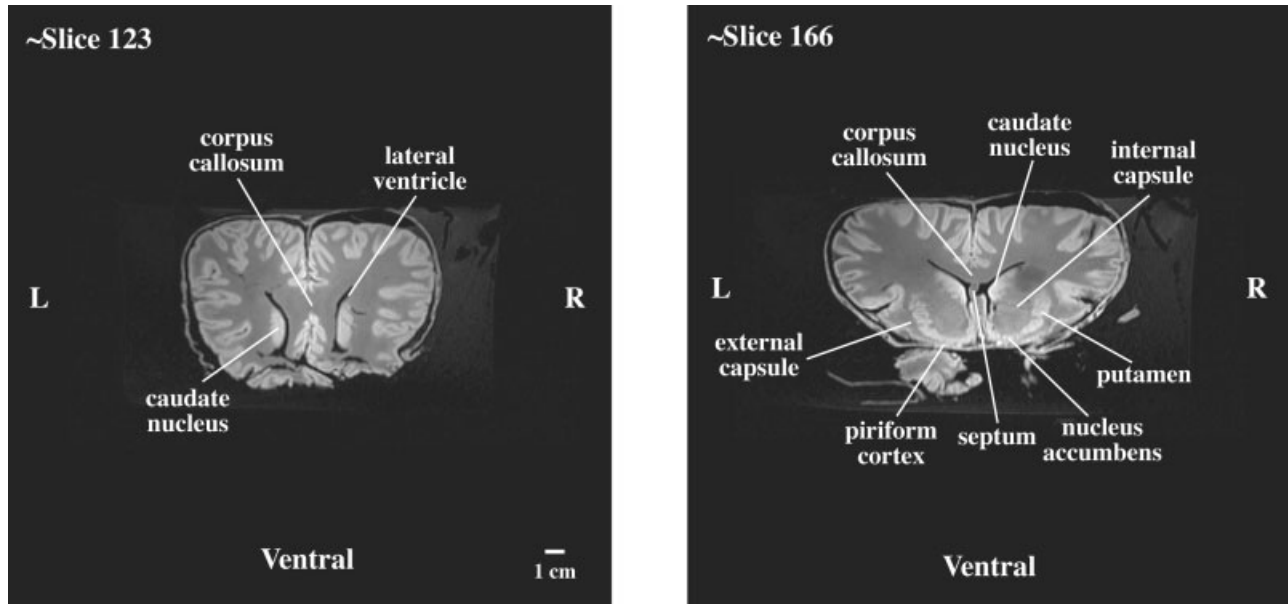 ~Slice 123
corpus
callosum
lateral
ventricle
L
R
caudate
nucleus
Ventral
1 cm
~Slice 166
corpus
callosum
caudate
nucleus
internal
capsule
L
R
external
capsule
putamen
piriform
cortex
septum
nucleus
accumbens
Ventral